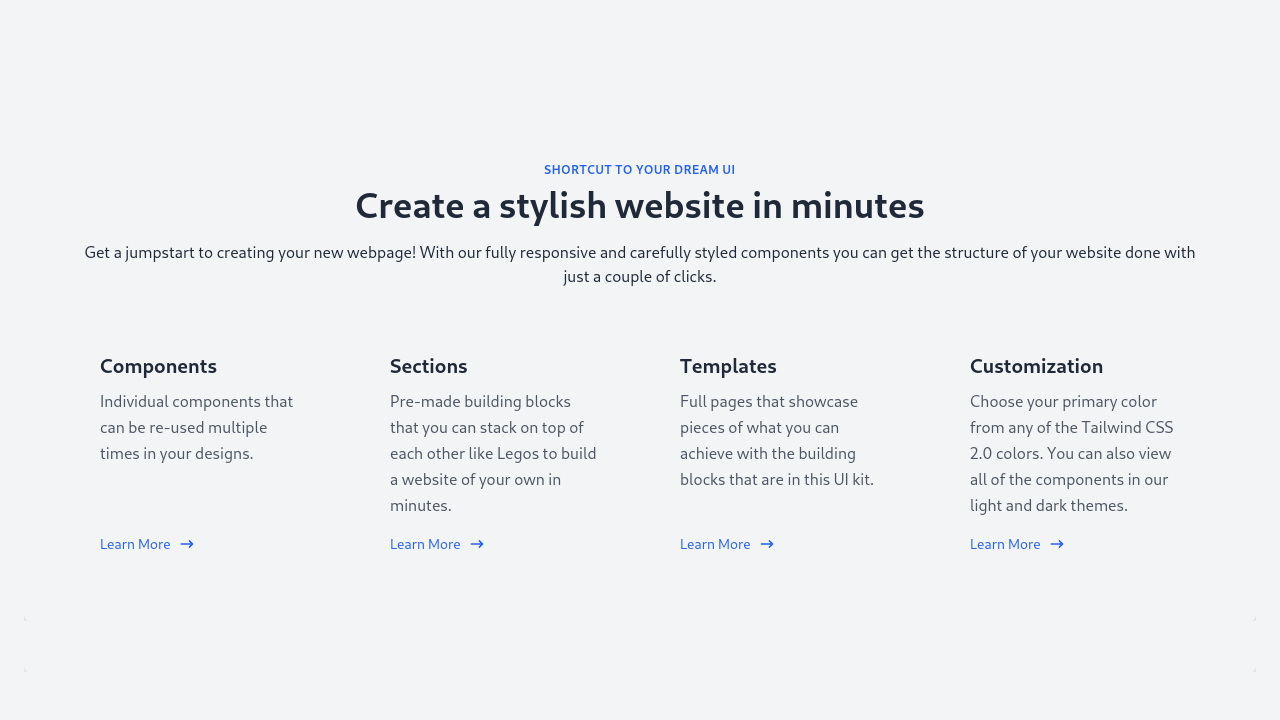 SHORTCUT TO YOUR DREAM UI
Create a stylish website in minutes
Get a jumpstart to creating your new webpage! With our fully responsive and carefully styled components you can get the structure of your website done with
just a couple of clicks.
Components
Individual components that
can be re-used multiple
times in your designs.
Learn More
Sections
Pre-made building blocks
that you can stack on top of
each other like Legos to build
a website of your own in
minutes.
Learn More
Templates
Full pages that showcase
pieces of what you can
achieve with the building
blocks that are in this UI kit.
Learn More
Customization
Choose your primary color
from any of the Tailwind CSS
2.0 colors. You can also view
all of the components in our
light and dark themes.
Learn More